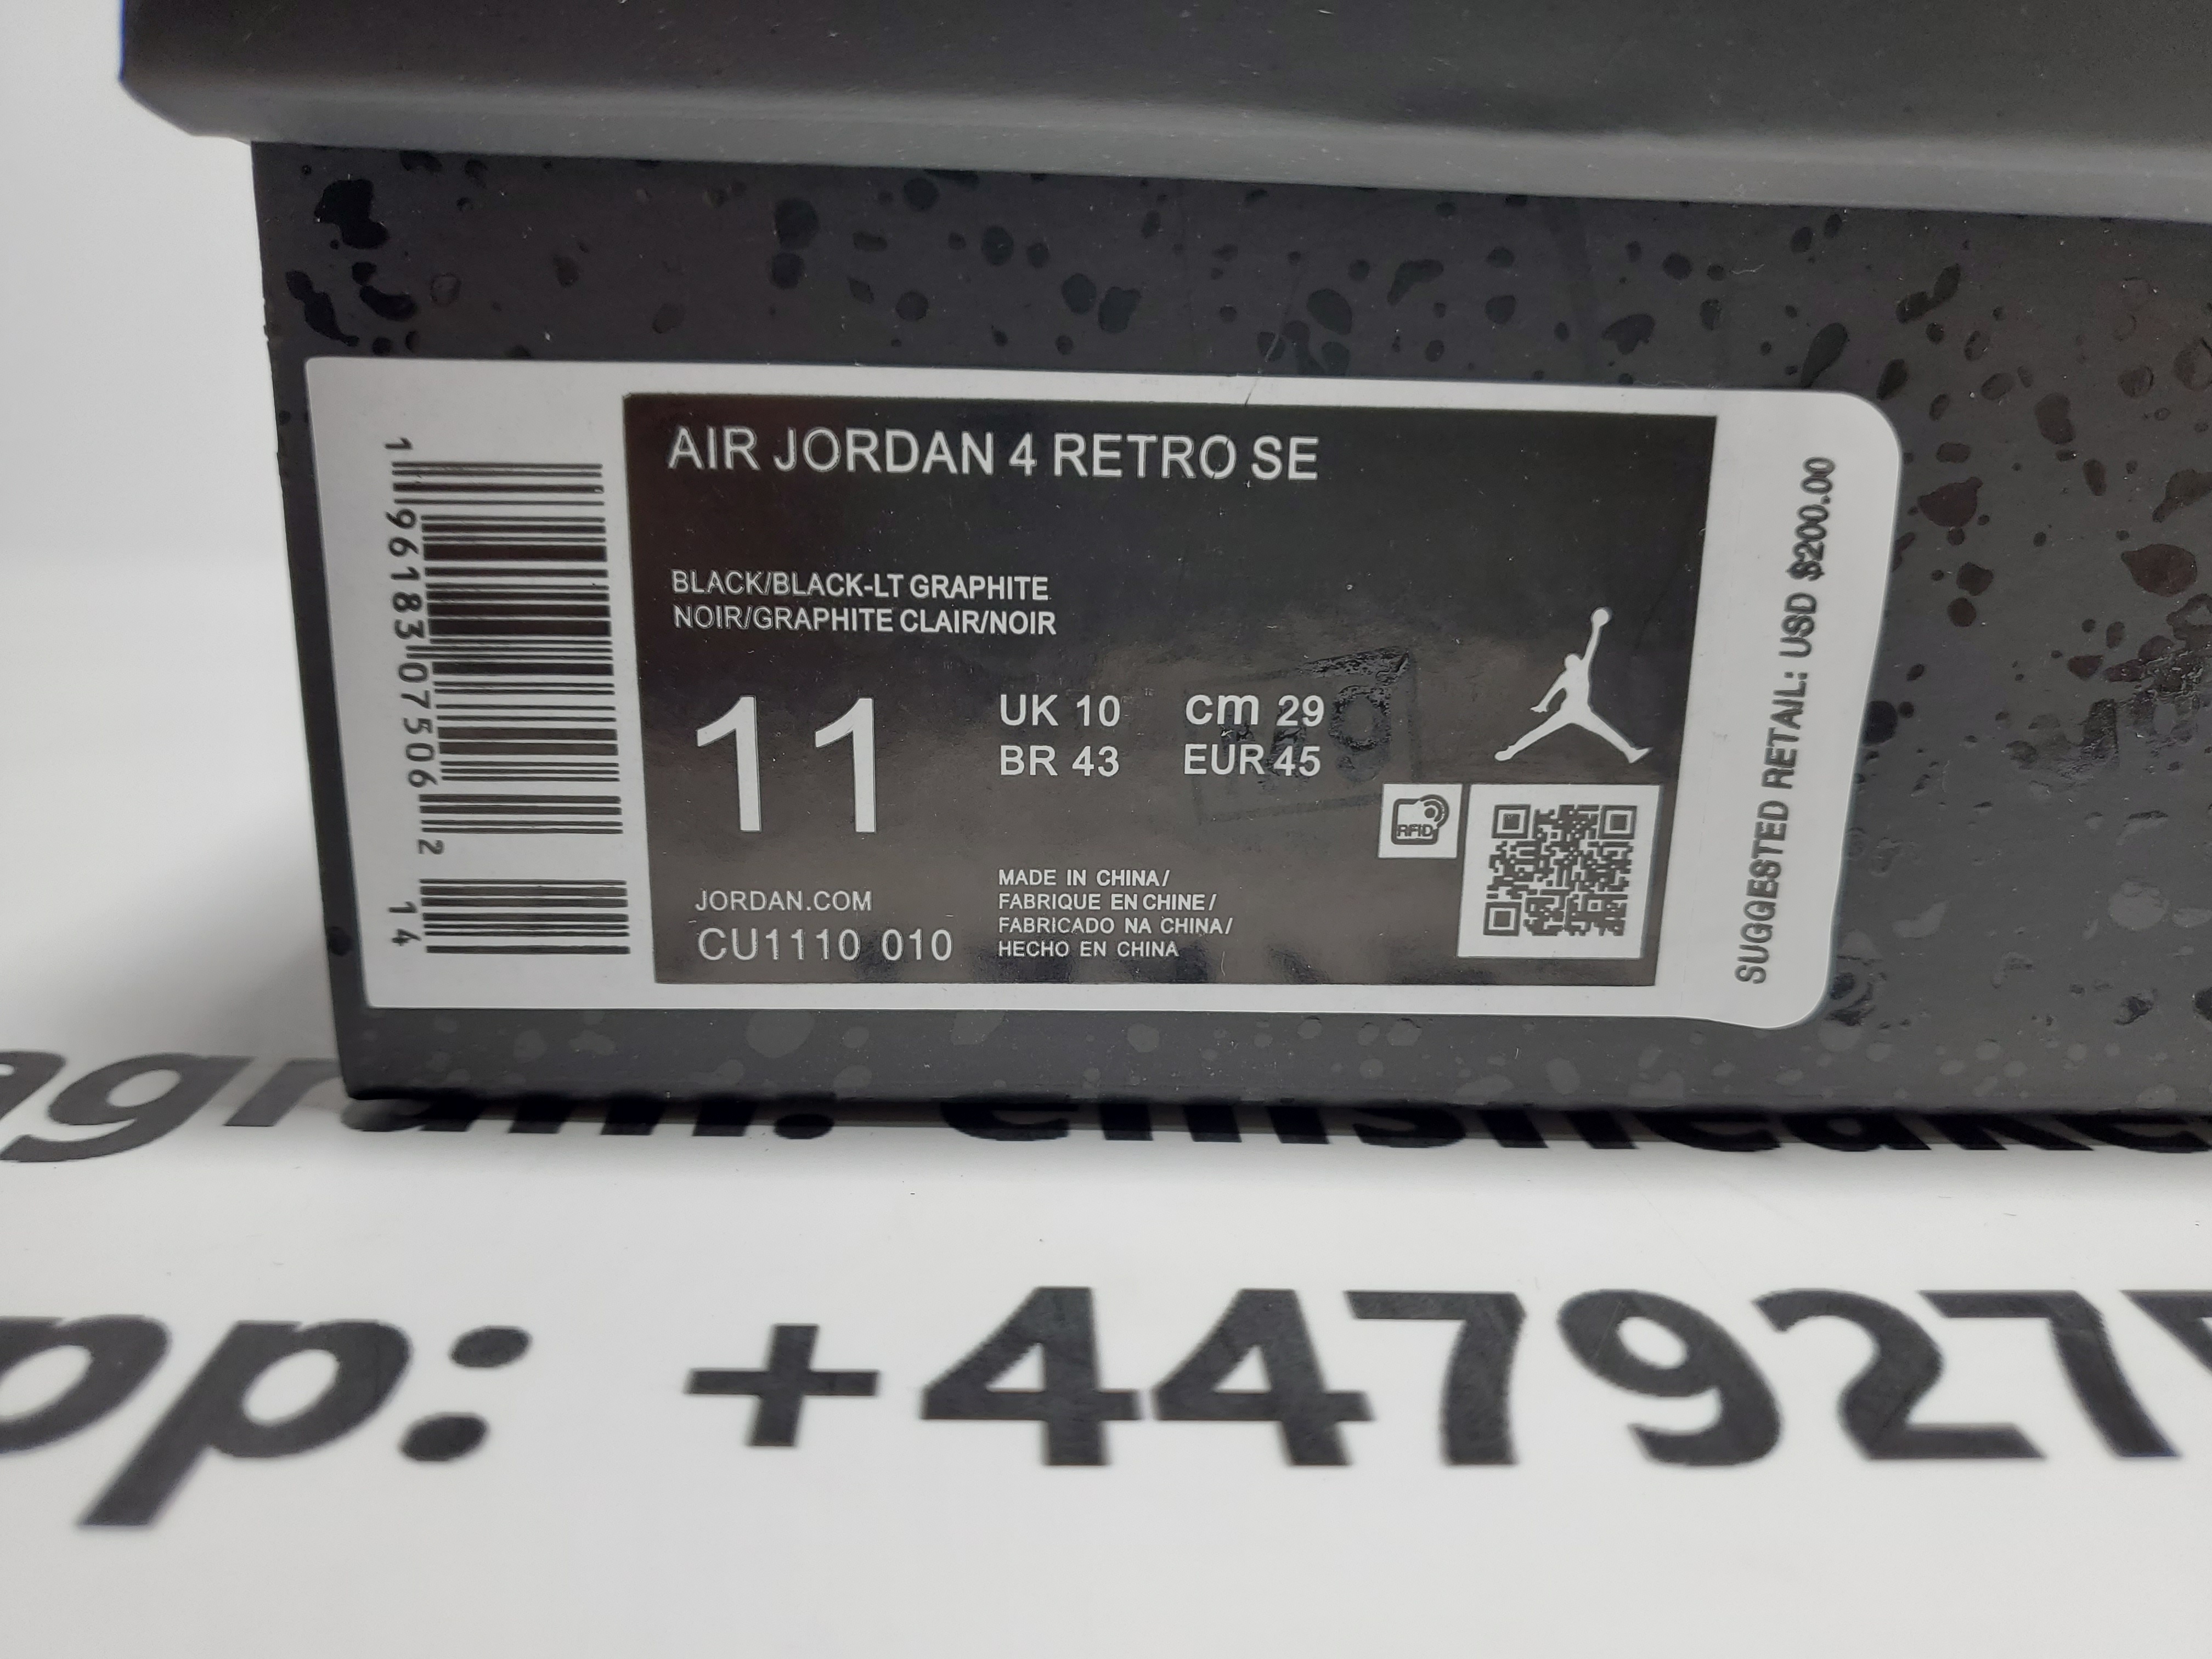 AIR JORDAN 4 RETRO SE
BLACK/BLACK-LT GRAPHITE
NOIR/GRAPHITE CLAIR/NOIR
11
UK 10 cm 29
BR 43 EUR 45
JORDAN.COM
CU1110 010
MADE IN CHINA/
FABRIQUE EN CHINE/
FABRICADO NA CHINA/
HECHO EN CHINA
RFID
1 96183 07506 2 14
SUGGESTED RETAIL: USD $200.00
agram:
pp: +447927